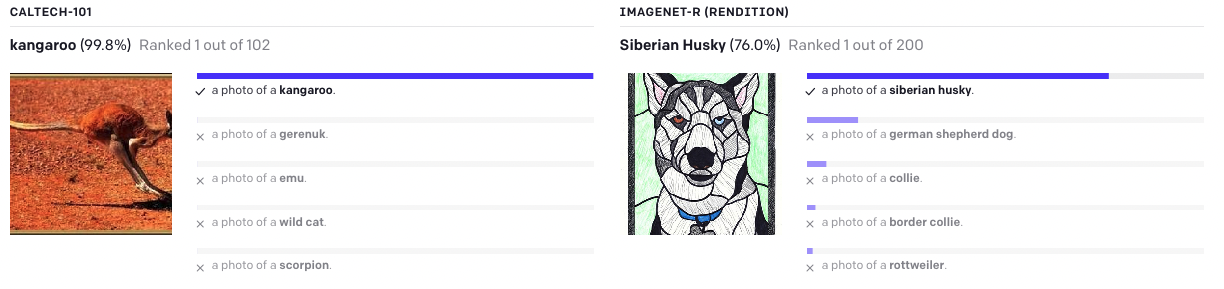 CALTECH-101
kangaroo (99.8%) Ranked 1 out of 102
a photo of a kangaroo.
a photo of a gerenuk.
a photo of a emu.
a photo of a wild cat.
a photo of a scorpion.
IMAGENET-R (RENDITION)
Siberian Husky (76.0%) Ranked 1 out of 200
a photo of a siberian husky.
a photo of a german shepherd dog.
a photo of a collie.
a photo of a border collie.
a photo of a rottweiler.